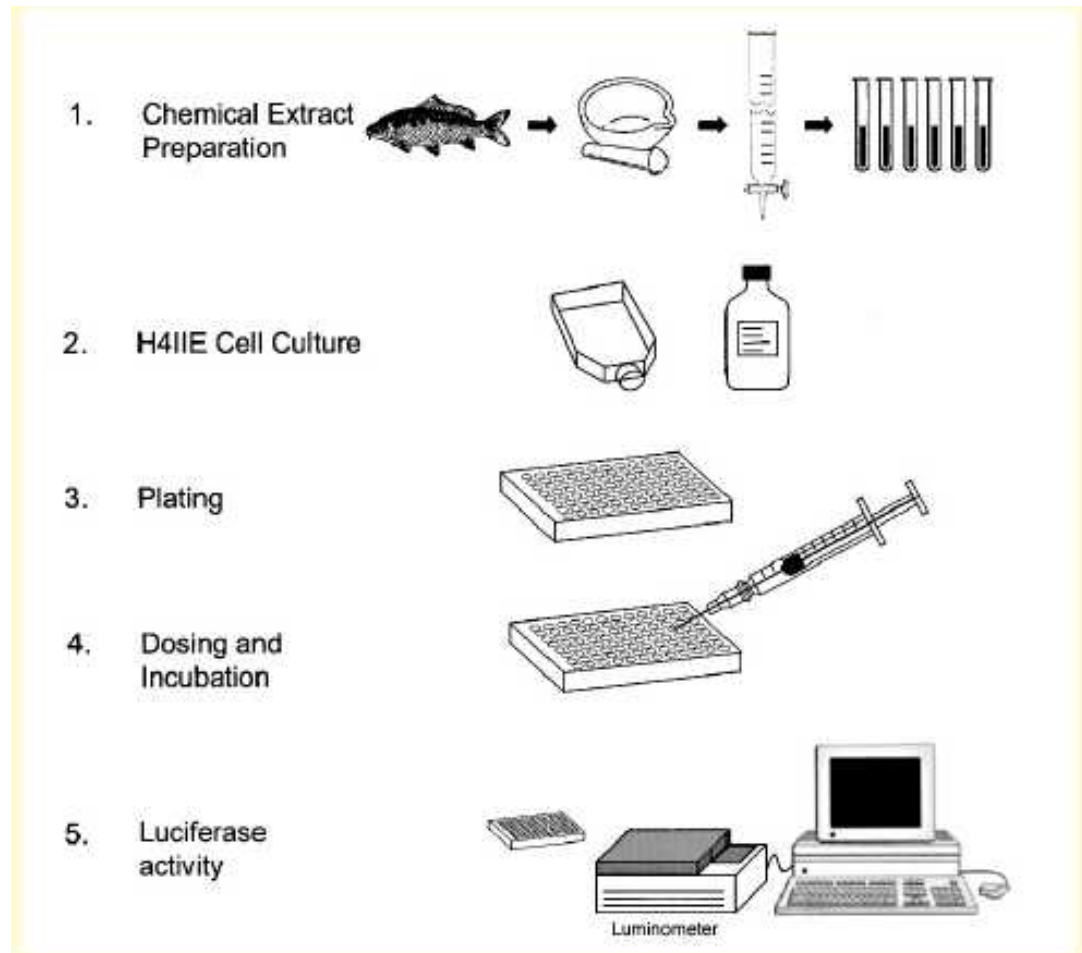 1. Chemical Extract
Preparation
2. H4IIE Cell Culture
3. Plating
4. Dosing and
Incubation
5. Luciferase
activity
Luminometer